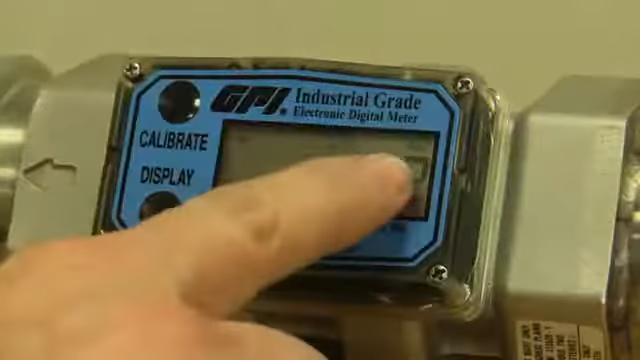 GPI.
Industrial Grade
Electronic Digital Meter
CALIBRATE
DISPLAY